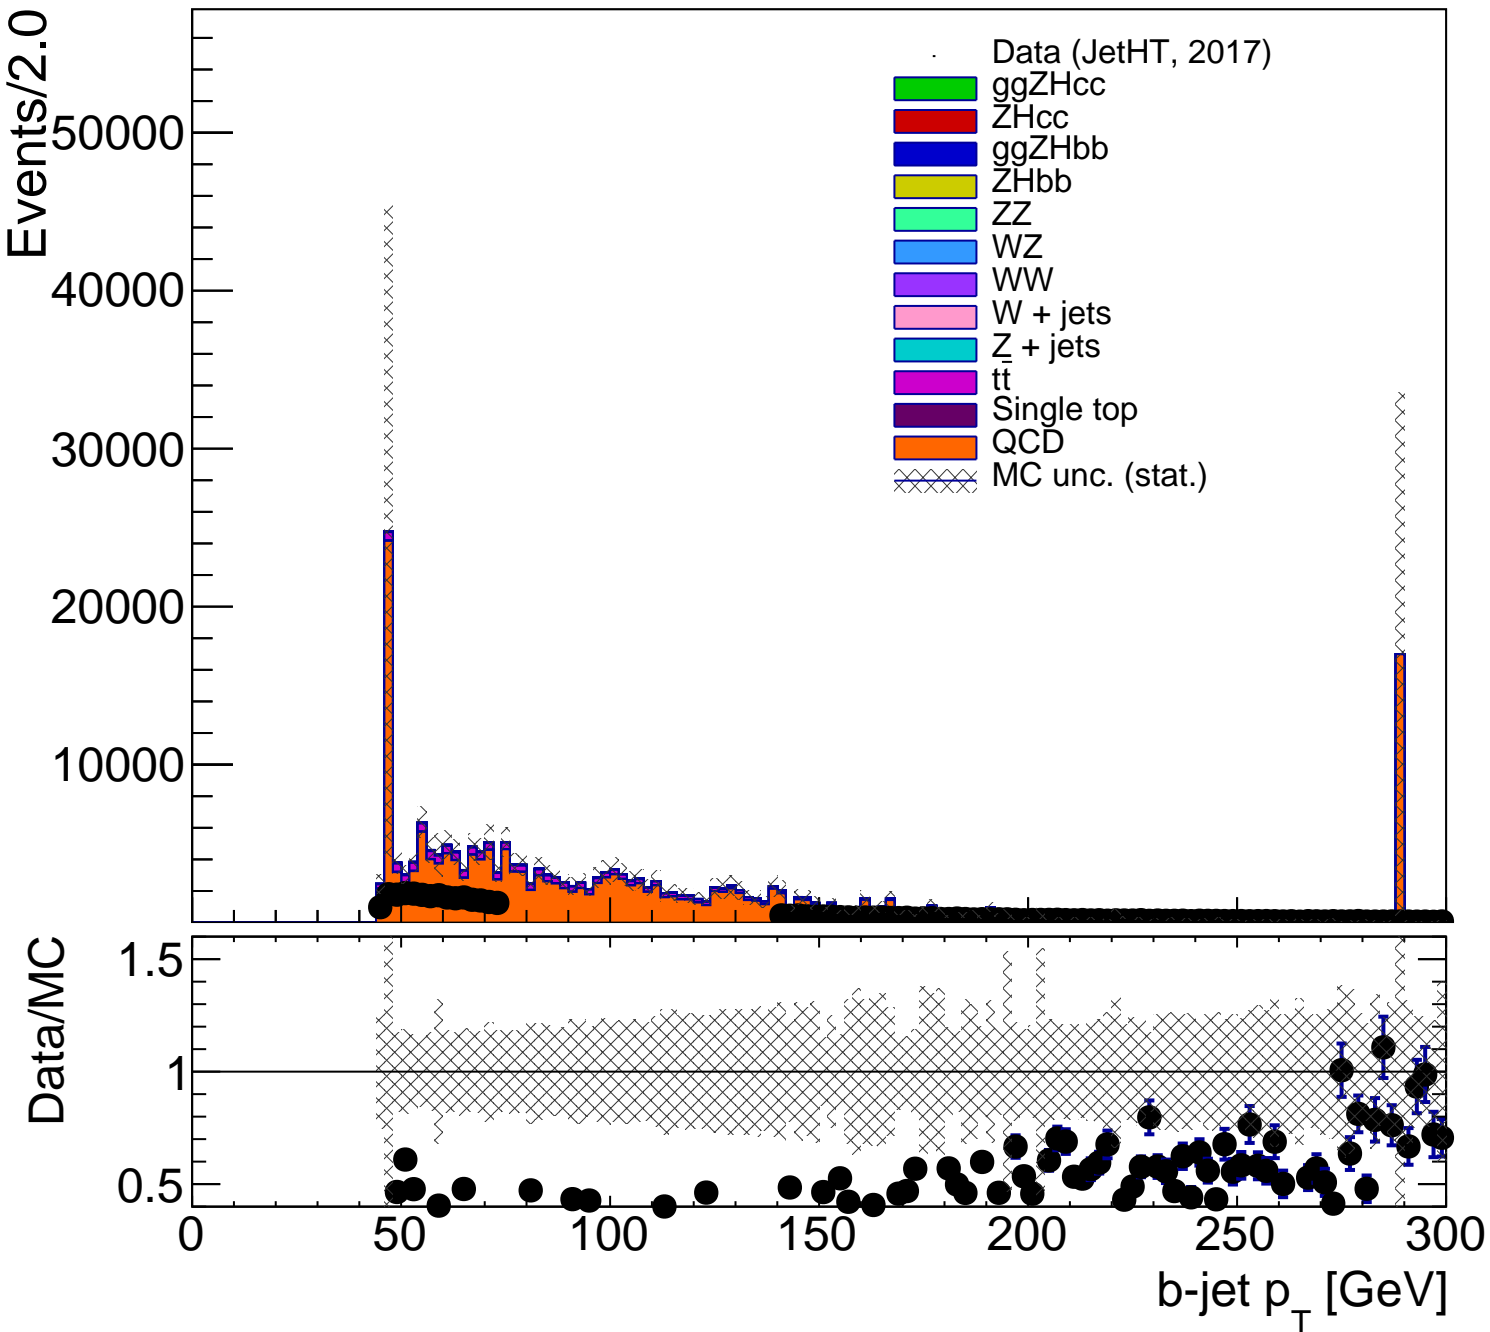 Events/2.0
50000
40000
30000
20000
10000
Data (JetHT, 2017)
ggZHcc
ZHcc
ggZHbb
ZHbb
ZZ
WZ
WW
W + jets
Z + jets
tt̄
Single top
QCD
MC unc. (stat.)
Data/MC
1.5
1
0.5
0 50 100 150 200 250 300
b-jet p_T [GeV]